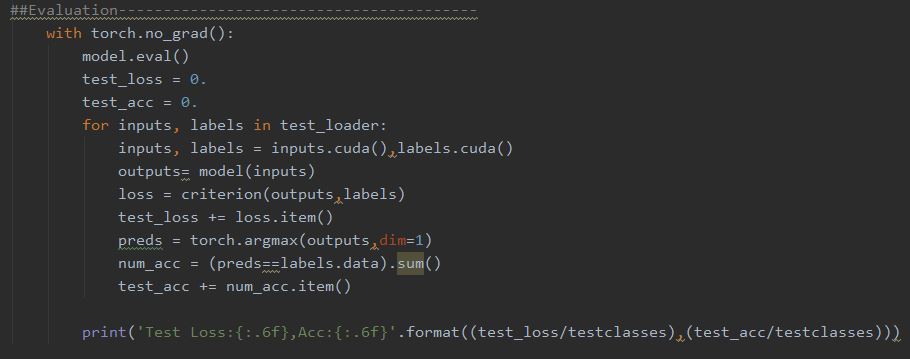 ##Evaluation----------------------------------------
with torch.no_grad():
model.eval()
test_loss = 0.
test_acc = 0.
for inputs, labels in test_loader:
inputs, labels = inputs.cuda(),labels.cuda()
outputs= model(inputs)
loss = criterion(outputs,labels)
test_loss += loss.item()
preds = torch.argmax(outputs,dim=1)
num_acc = (preds==labels.data).sum()
test_acc += num_acc.item()
print('Test Loss:{:.6f},Acc:{:.6f}'.format((test_loss/testclasses),(test_acc/testclasses)))